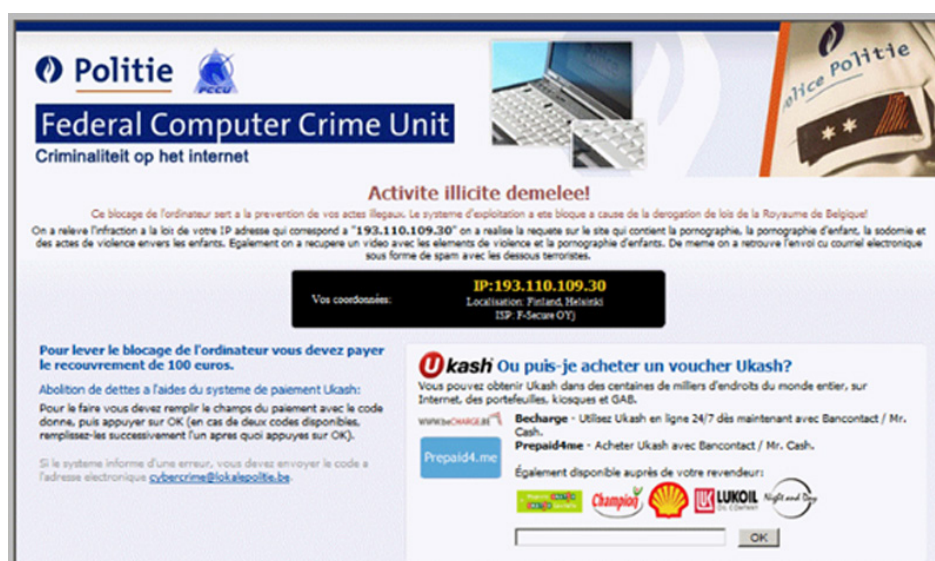 Politie
FCCU
Federal Computer Crime Unit
Criminaliteit op het internet
Politie
olice
Activite illicite demelee!
Ce blocage de l'ordinateur sert a la prevention de vos actes illegaux. Le systeme d'exploitation a ete bloque a cause de la derogation de lois de la Royaume de Belgique!
On a releve l'infraction a la loi de votre IP adresse qui correspond a "193.110.109.30" on a realise la requete sur le site qui contient la pornographie, la pornographie d'enfant, la sodomie et
des actes de violence envers les enfants. Egalement on a recupere un video avec les elements de violence et la pornographie d'enfants. De meme on a retrouve l'envoi cu courriel electronique
sous forme de spam avec les dessous terroristes.
Vos coordonnées:
IP:193.110.109.30
Localisation: Finland, Helsinki
ISP: F-Secure OYJ
Pour lever le blocage de l'ordinateur vous devez payer
le recouvrement de 100 euros.
Abolition de dettes a l'aides du systeme de paiement Ukash:
Pour le faire vous devez remplir le champs du paiement avec le code
donne, puis appuyer sur OK (en cas de deux codes disponibles,
remplissez-les successivement l'un apres quoi appuyes sur OK).
Si le systeme informe d'une erreur, vous devez envoyer le code a
l'adresse electronique cybercrime@lokalepolitie.be.
Ukash Ou puis-je acheter un voucher Ukash?
Vous pouvez obtenir Ukash dans des centaines de milliers d'endroits du monde entier, sur
Internet, des portefeuilles, kiosques et GAB.
www.beCHARGE.BE
Becharge - Utilisez Ukash en ligne 24/7 dès maintenant avec Bancontact / Mr.
Cash.
Prepaid4.me
Prepaid4me - Acheter Ukash avec Bancontact / Mr. Cash.
Également disponible auprès de votre revendeur:
Champion
LUKOIL
OIL COMPANY
Night and Day
OK